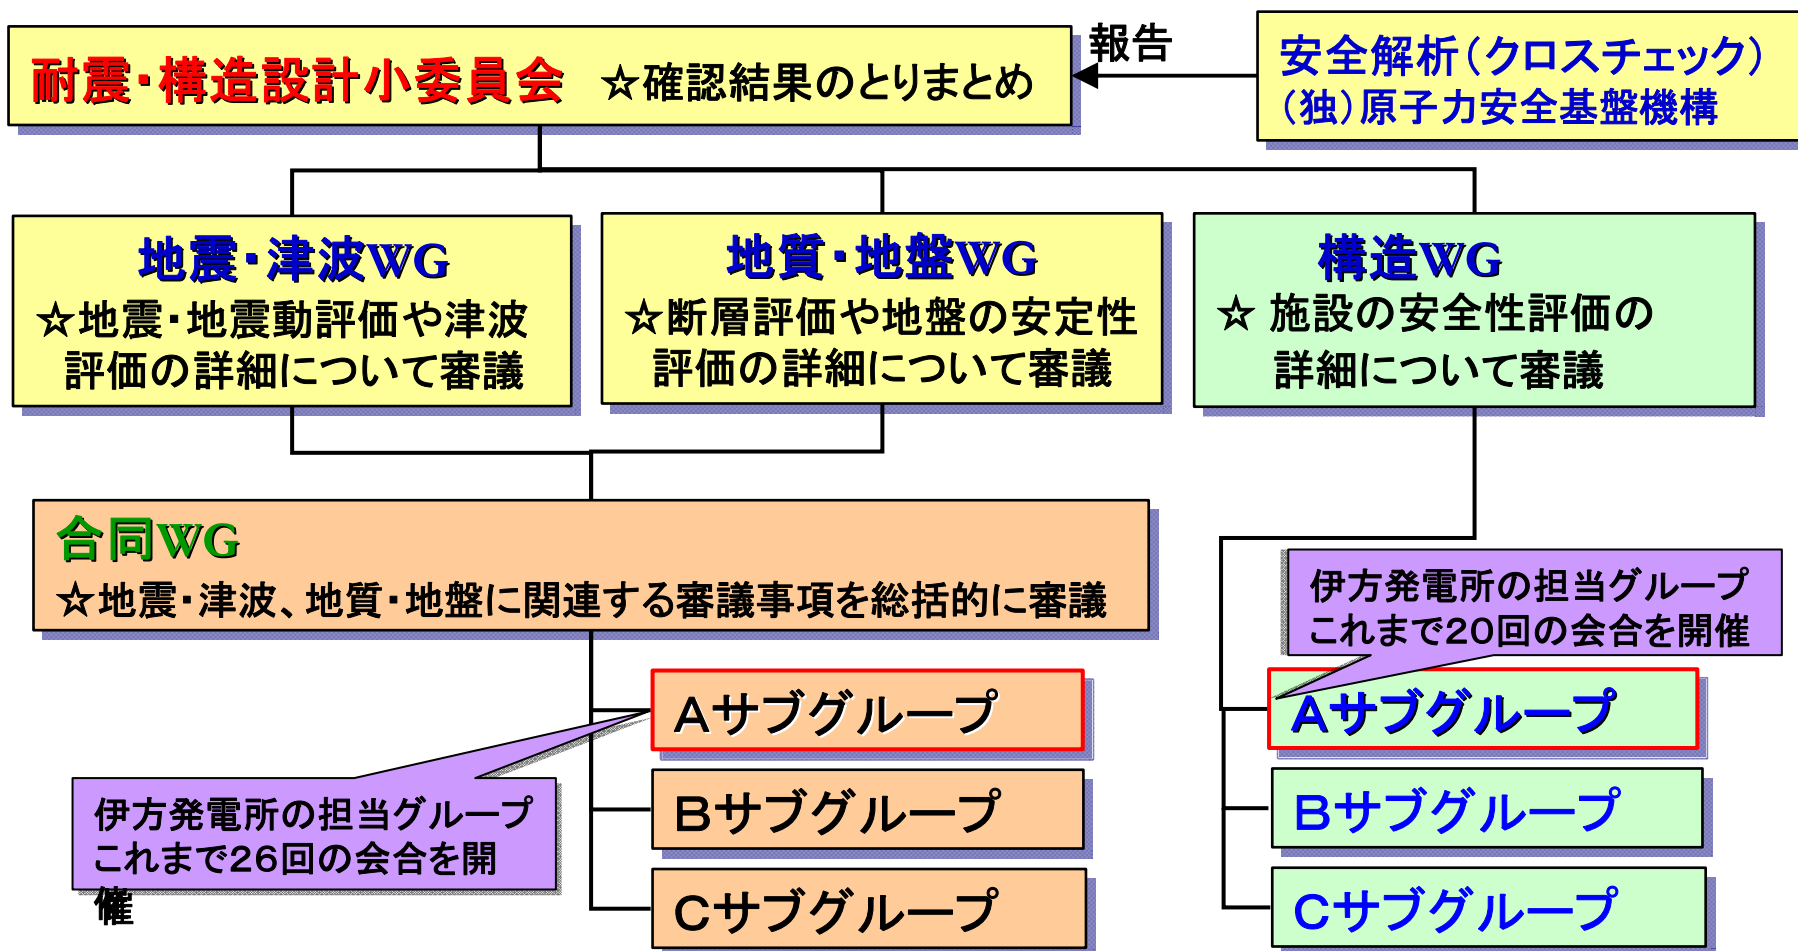 耐震・構造設計小委員会 ☆確認結果のとりまとめ
報告
安全解析(クロスチェック)
(独)原子力安全基盤機構
地震・津波WG
☆地震・地震動評価や津波
評価の詳細について審議
地質・地盤WG
☆断層評価や地盤の安定性
評価の詳細について審議
構造WG
☆ 施設の安全性評価の
詳細について審議
合同WG
☆地震・津波、地質・地盤に関連する審議事項を総括的に審議
伊方発電所の担当グループ
これまで20回の会合を開催
Aサブグループ
Bサブグループ
Cサブグループ
伊方発電所の担当グループ
これまで26回の会合を開
催
Aサブグループ
Bサブグループ
Cサブグループ